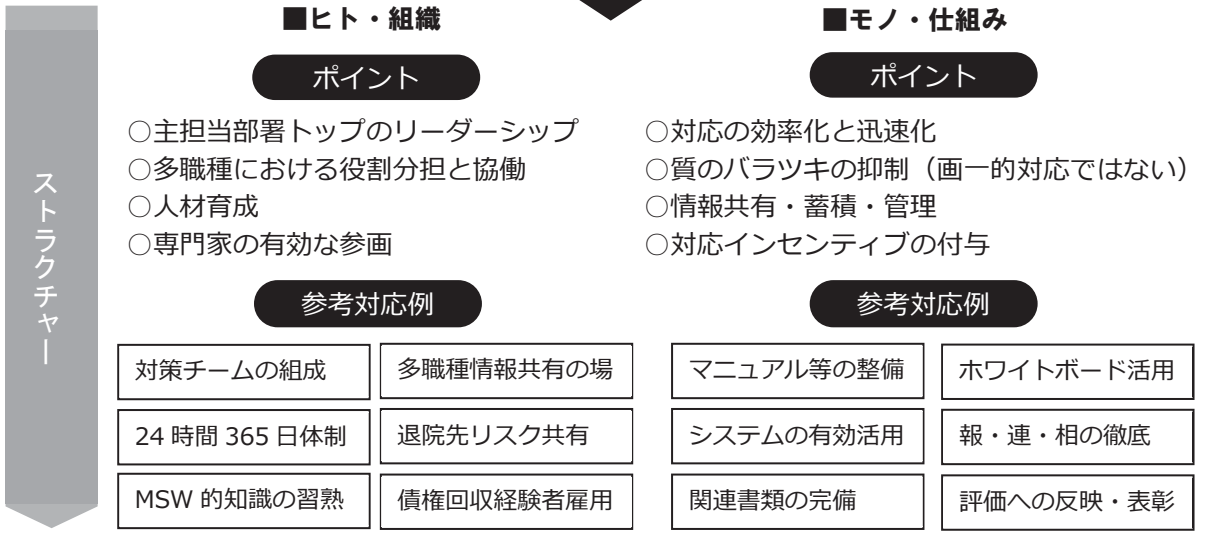 ストラクチャー
■ヒト・組織
ポイント
○主担当部署トップのリーダーシップ
○多職種における役割分担と協働
○人材育成
○専門家の有効な参画
参考対応例
対策チームの組成
多職種情報共有の場
24 時間 365 日体制
退院先リスク共有
MSW 的知識の習熟
債権回収経験者雇用
■モノ・仕組み
ポイント
○対応の効率化と迅速化
○質のバラツキの抑制（画一的対応ではない）
○情報共有・蓄積・管理
○対応インセンティブの付与
参考対応例
マニュアル等の整備
ホワイトボード活用
システムの有効活用
報・連・相の徹底
関連書類の完備
評価への反映・表彰